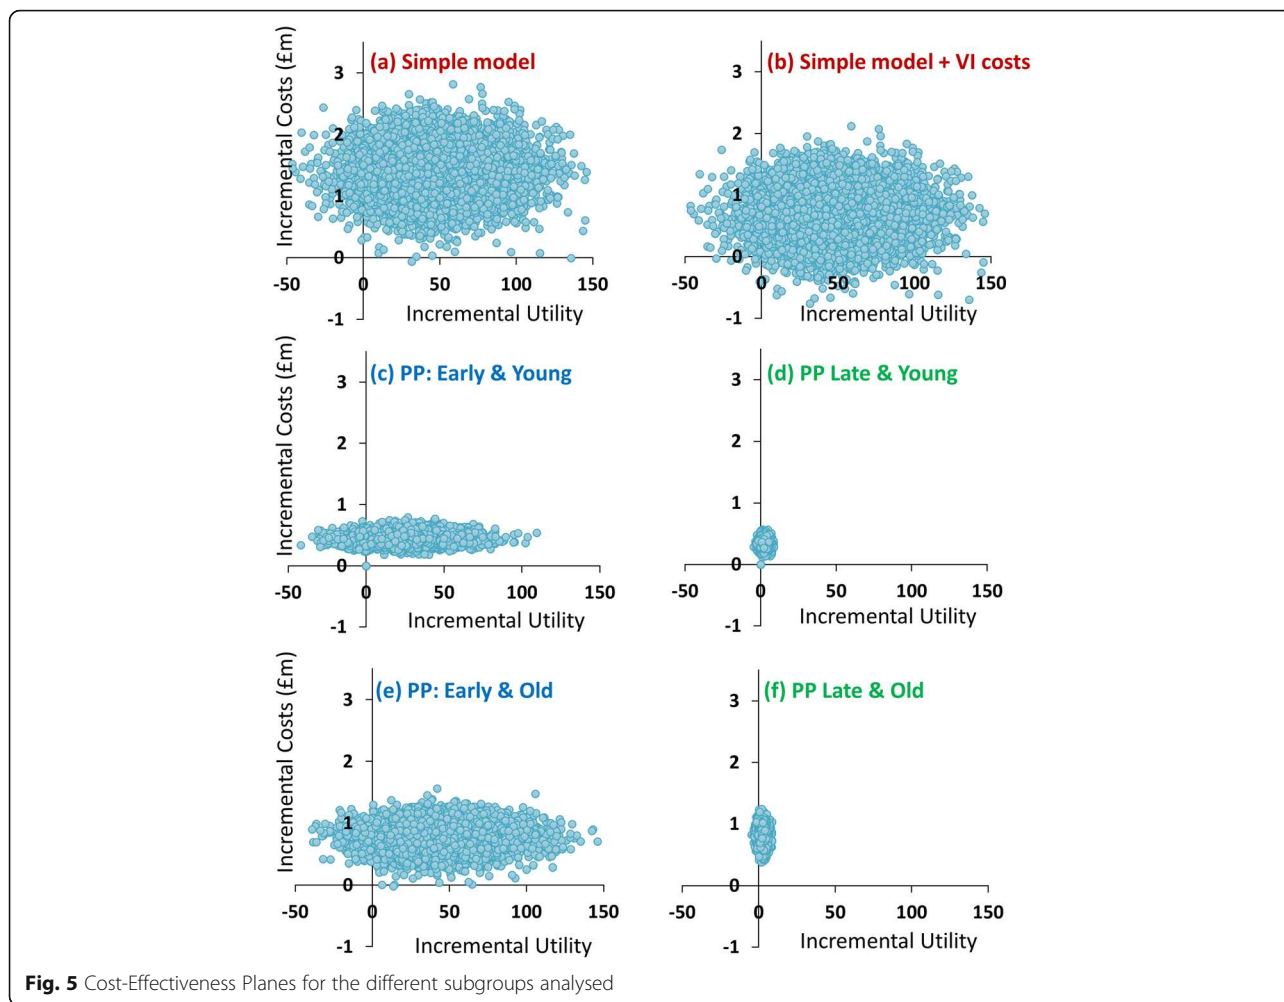 (a) Simple model
Incremental Costs (£m)
3
2
1
0
-1
-50 0 50 100 150
Incremental Utility
(b) Simple model + VI costs
3
2
1
0
-1
-50 0 50 100 150
Incremental Utility
(c) PP: Early & Young
Incremental Costs (£m)
3
2
1
0
-1
-50 0 50 100 150
Incremental Utility
(d) PP Late & Young
3
2
1
0
-1
-50 0 50 100 150
Incremental Utility
(e) PP: Early & Old
Incremental Costs (£m)
3
2
1
0
-1
-50 0 50 100 150
Incremental Utility
(f) PP Late & Old
3
2
1
0
-1
-50 0 50 100 150
Incremental Utility
Fig. 5 Cost-Effectiveness Planes for the different subgroups analysed